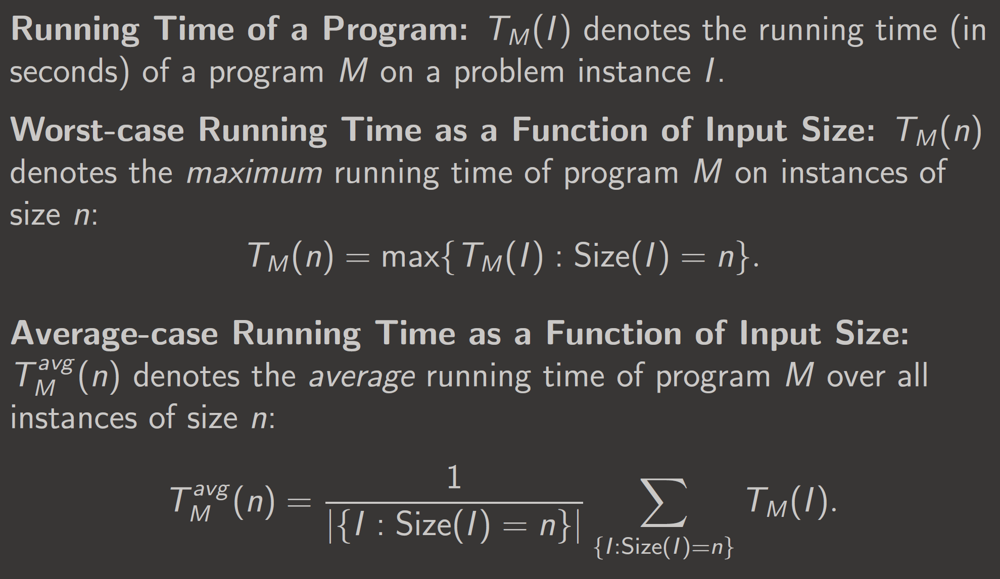 Running Time of a Program: T_M(I) denotes the running time (in
seconds) of a program M on a problem instance I.
Worst-case Running Time as a Function of Input Size: T_M(n)
denotes the maximum running time of program M on instances of
size n:
T_M(n) = max{T_M(I) : Size(I) = n}.
Average-case Running Time as a Function of Input Size:
T_M^{avg}(n) denotes the average running time of program M over all
instances of size n:
T_M^{avg}(n) = \frac{1}{|\{I : Size(I) = n\}|} \sum_{\{I:Size(I)=n\}} T_M(I).